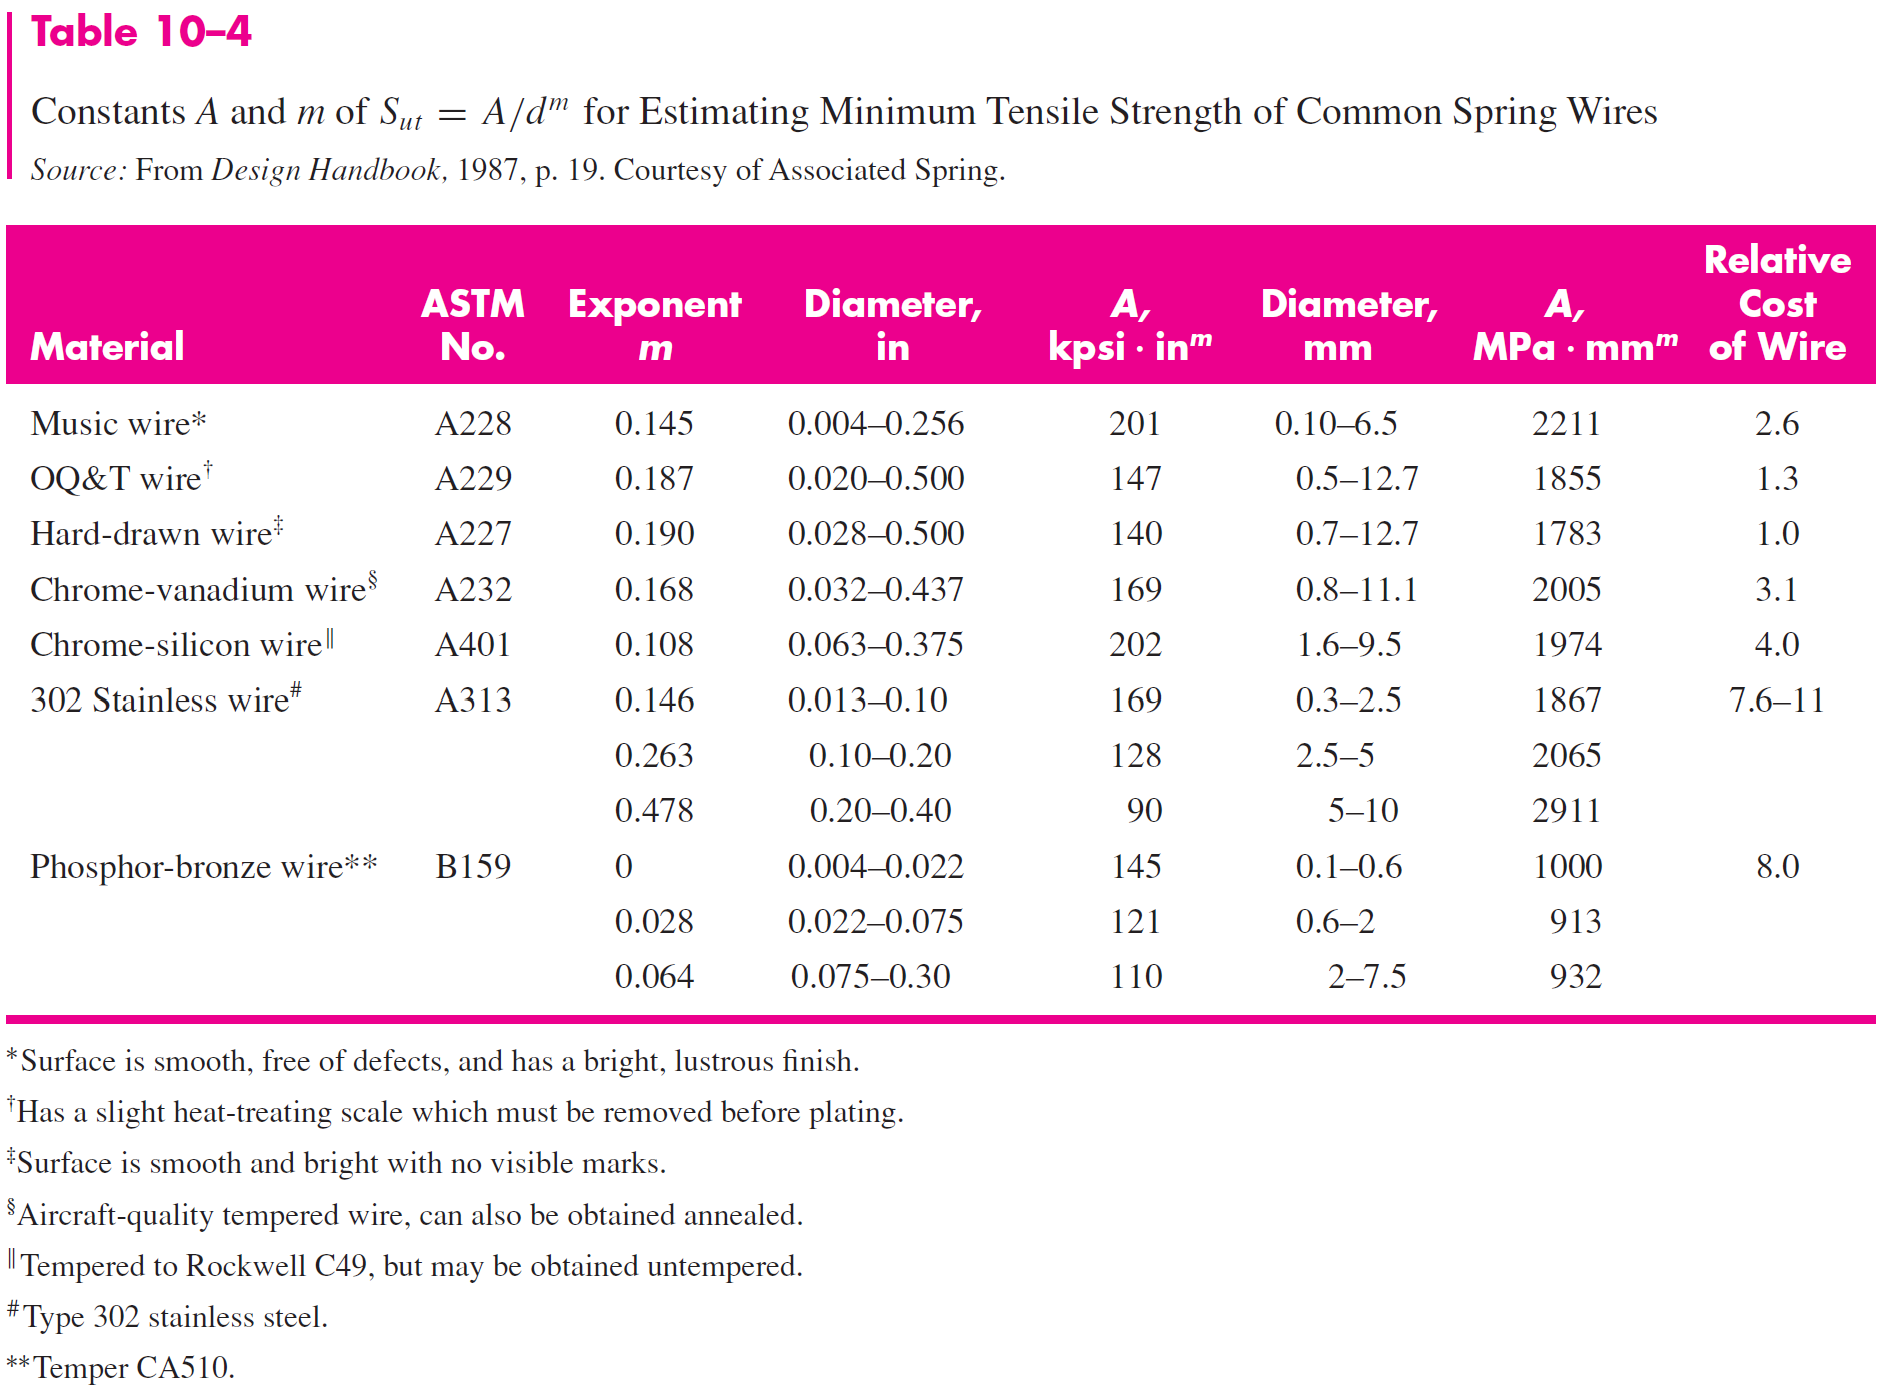 Table 10–4
Constants A and m of S_ut = A/d^m for Estimating Minimum Tensile Strength of Common Spring Wires
Source: From Design Handbook, 1987, p. 19. Courtesy of Associated Spring.
Relative
ASTM Exponent Diameter, A, Diameter, A, Cost
Material No. m in kpsi · in^m mm MPa · mm^m of Wire
Music wire* A228 0.145 0.004–0.256 201 0.10–6.5 2211 2.6
OQ&T wire† A229 0.187 0.020–0.500 147 0.5–12.7 1855 1.3
Hard-drawn wire‡ A227 0.190 0.028–0.500 140 0.7–12.7 1783 1.0
Chrome-vanadium wire§ A232 0.168 0.032–0.437 169 0.8–11.1 2005 3.1
Chrome-silicon wire‖ A401 0.108 0.063–0.375 202 1.6–9.5 1974 4.0
302 Stainless wire# A313 0.146 0.013–0.10 169 0.3–2.5 1867 7.6–11
0.263 0.10–0.20 128 2.5–5 2065
0.478 0.20–0.40 90 5–10 2911
Phosphor-bronze wire** B159 0 0.004–0.022 145 0.1–0.6 1000 8.0
0.028 0.022–0.075 121 0.6–2 913
0.064 0.075–0.30 110 2–7.5 932
*Surface is smooth, free of defects, and has a bright, lustrous finish.
†Has a slight heat-treating scale which must be removed before plating.
‡Surface is smooth and bright with no visible marks.
§Aircraft-quality tempered wire, can also be obtained annealed.
‖Tempered to Rockwell C49, but may be obtained untempered.
#Type 302 stainless steel.
**Temper CA510.